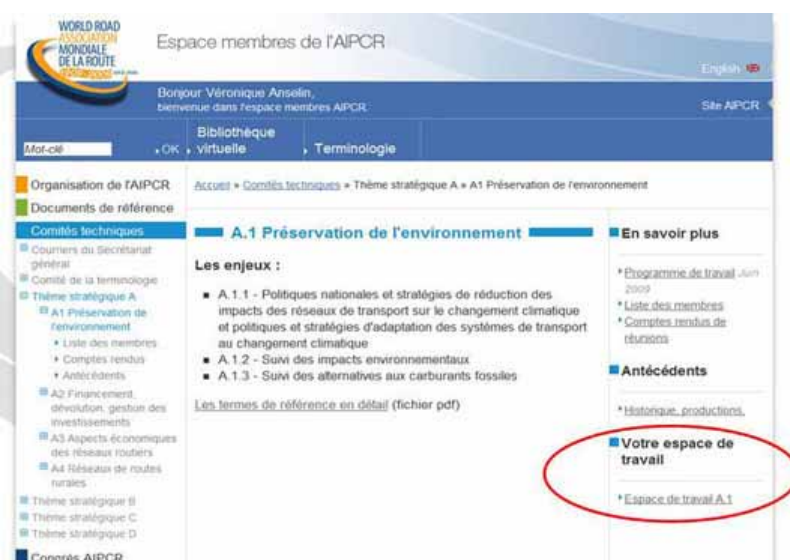 WORLD ROAD
ASSOCIATION
MONDIALE
DE LA ROUTE
Espace membres de l'AIPCR
English
Bonjour Véronique Anselin,
bienvenue dans l'espace membres AIPCR
Site AIPCR
Mot-clé
OK
Bibliothèque
virtuelle
Terminologie
Organisation de l'AIPCR
Documents de référence
Comités techniques
Courriers du Secrétariat
général
Comité de la terminologie
Thème stratégique A
A1 Préservation de
l'environnement
Liste des membres
Comptes rendus
Antécédents
A2 Financement,
dévolution, gestion des
investissements
A3 Aspects économiques
des réseaux routiers
A4 Réseaux de routes
rurales
Thème stratégique B
Thème stratégique C
Thème stratégique D
Congrès AIPCR
Accueil » Comités techniques » Thème stratégique A » A1 Préservation de l'environnement
A.1 Préservation de l'environnement
Les enjeux :
A.1.1 - Politiques nationales et stratégies de réduction des
impacts des réseaux de transport sur le changement climatique
et politiques et stratégies d'adaptation des systèmes de transport
au changement climatique
A.1.2 - Suivi des impacts environnementaux
A.1.3 - Suivi des alternatives aux carburants fossiles
Les termes de référence en détail (fichier pdf)
En savoir plus
Programme de travail Juin
2009
Liste des membres
Comptes rendus de
réunions
Antécédents
Historique, productions,
Votre espace de
travail
Espace de travail A.1